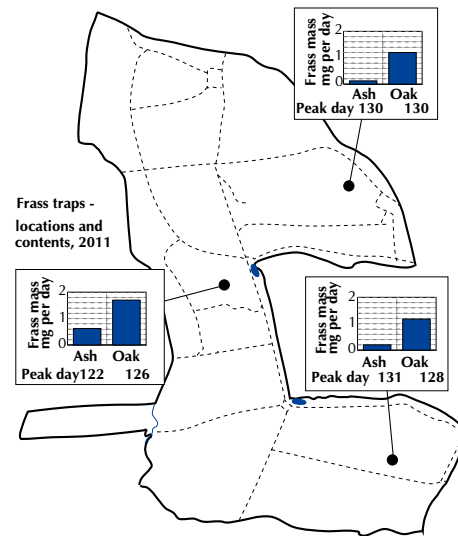 Frass mass
mg per day
2
1
0
Ash Oak
Peak day 130 130
Frass traps -
locations and
contents, 2011
Frass mass
mg per day
2
1
0
Ash Oak
Peak day122 126
Frass mass
mg per day
2
1
0
Ash Oak
Peak day 131 128